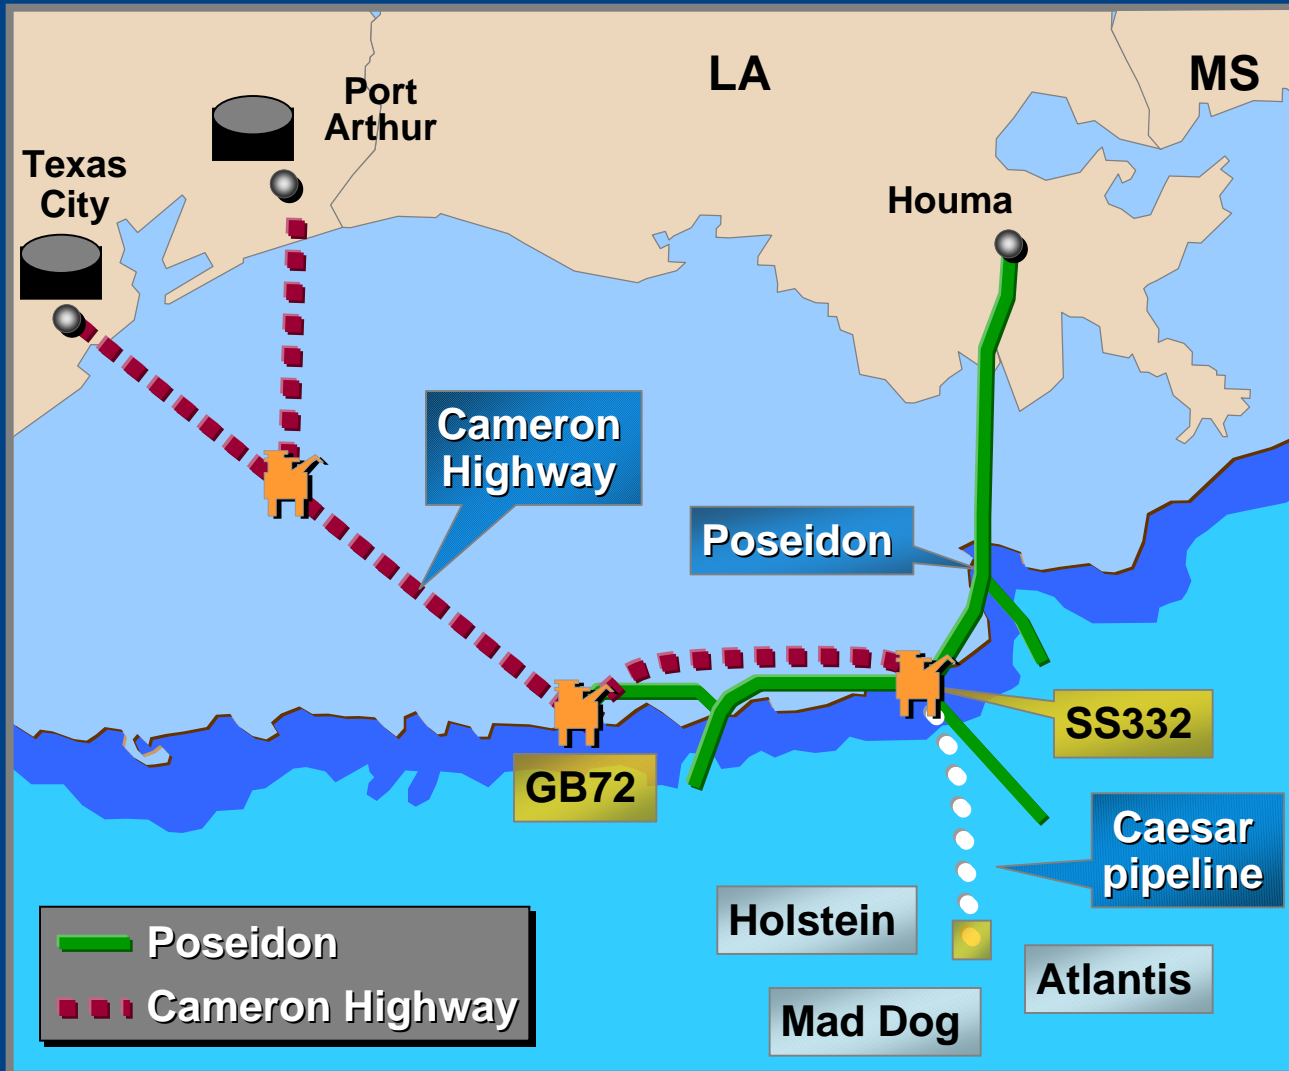 LA
MS
Port
Arthur
Texas
City
Houma
Cameron
Highway
Poseidon
SS332
GB72
Caesar
pipeline
Holstein
Atlantis
Mad Dog
Poseidon
Cameron Highway